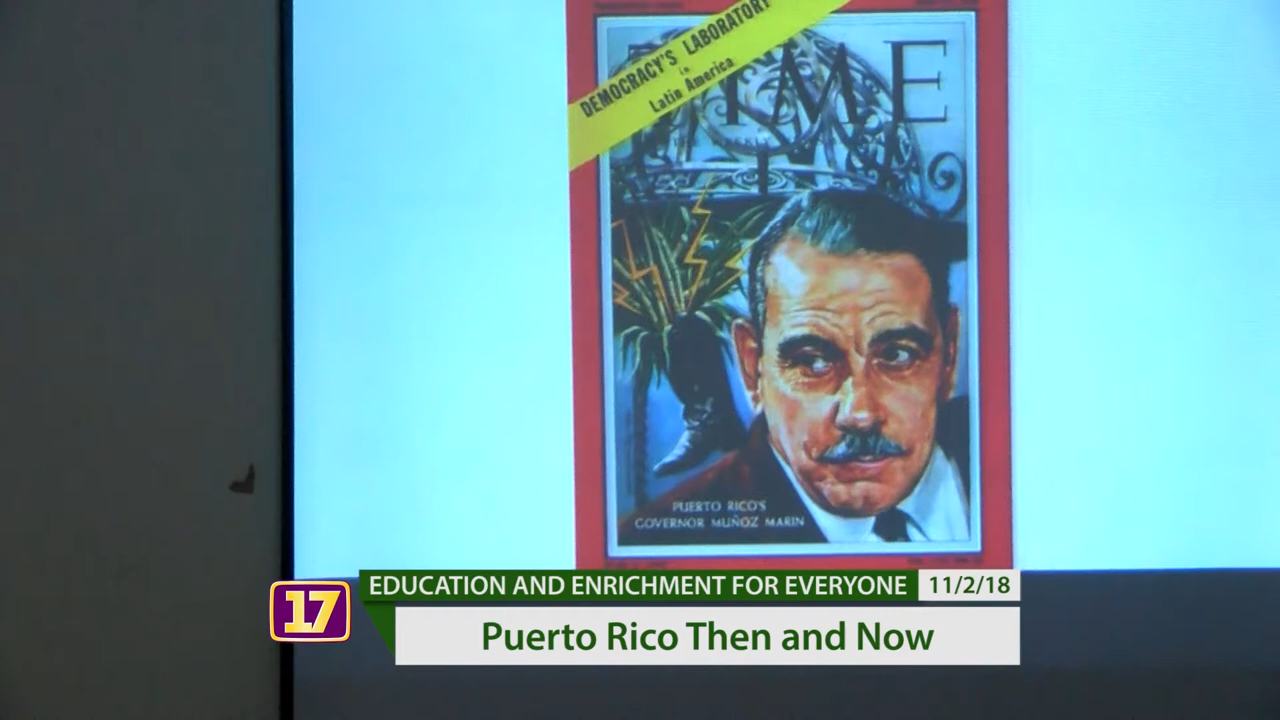 DEMOCRACY'S LABORATORY
in
Latin America
TIME
PUERTO RICO'S
GOVERNOR MUÑOZ MARIN
EDUCATION AND ENRICHMENT FOR EVERYONE 11/2/18
17
Puerto Rico Then and Now